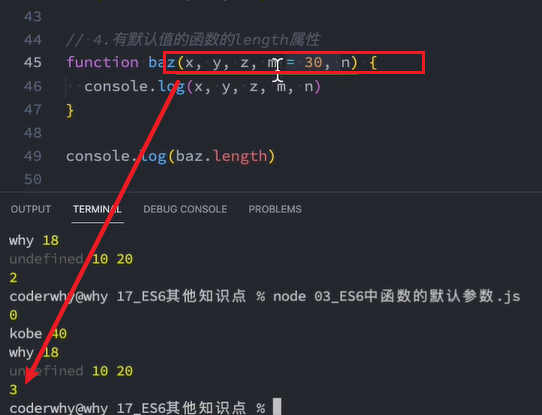 43
44 // 4.有默认值的函数的length属性
45 function baz(x, y, z, m = 30, n) {
46 console.log(x, y, z, m, n)
47 }
48
49 console.log(baz.length)
50
OUTPUT TERMINAL DEBUG CONSOLE PROBLEMS
why 18
undefined 10 20
2
coderwhy@why 17_ES6其他知识点 % node 03_ES6中函数的默认参数.js
0
kobe 40
why 18
undefined 10 20
3
coderwhy@why 17_ES6其他知识点 %